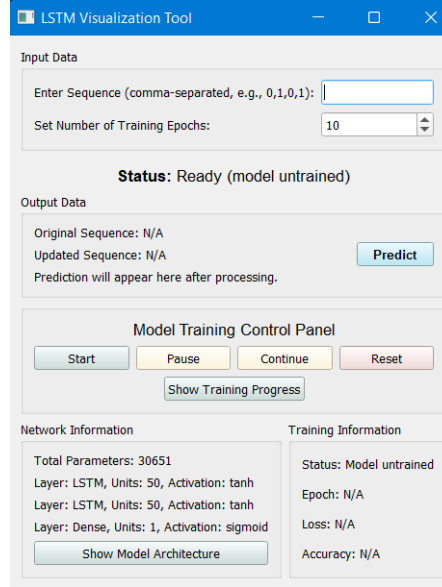 LSTM Visualization Tool
Input Data
Enter Sequence (comma-separated, e.g., 0,1,0,1):
Set Number of Training Epochs: 10
Status: Ready (model untrained)
Output Data
Original Sequence: N/A
Updated Sequence: N/A
Predict
Prediction will appear here after processing.
Model Training Control Panel
Start Pause Continue Reset
Show Training Progress
Network Information
Total Parameters: 30651
Layer: LSTM, Units: 50, Activation: tanh
Layer: LSTM, Units: 50, Activation: tanh
Layer: Dense, Units: 1, Activation: sigmoid
Show Model Architecture
Training Information
Status: Model untrained
Epoch: N/A
Loss: N/A
Accuracy: N/A